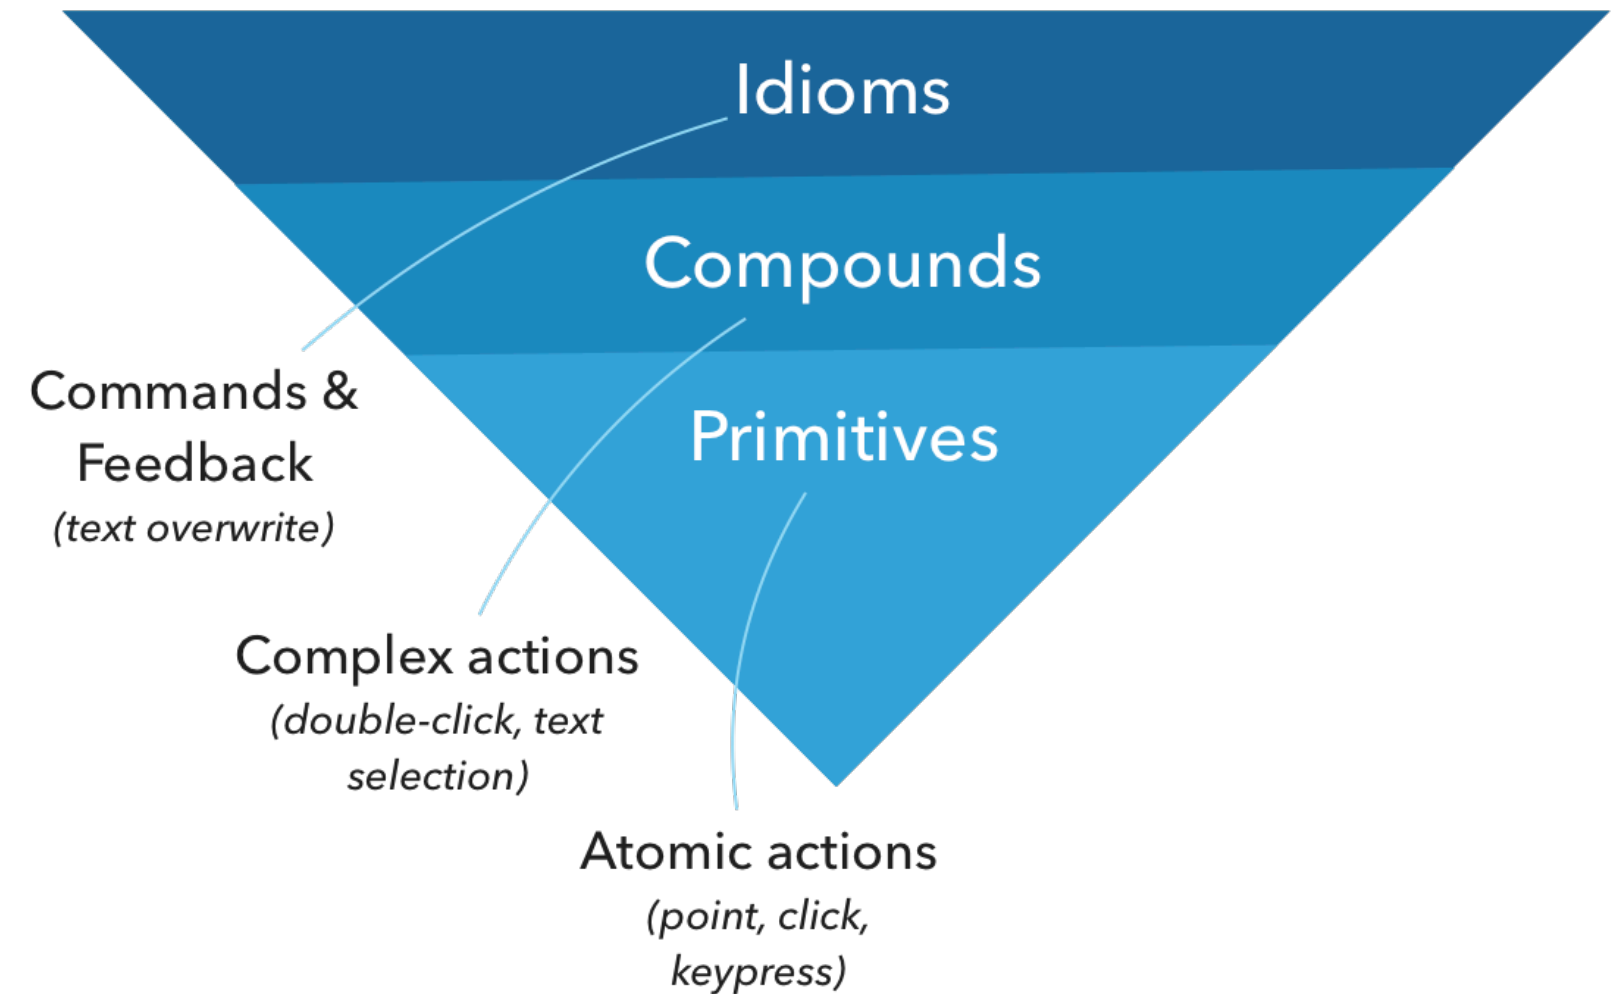 Idioms
Compounds
Primitives
Commands &
Feedback
(text overwrite)
Complex actions
(double-click, text
selection)
Atomic actions
(point, click,
keypress)